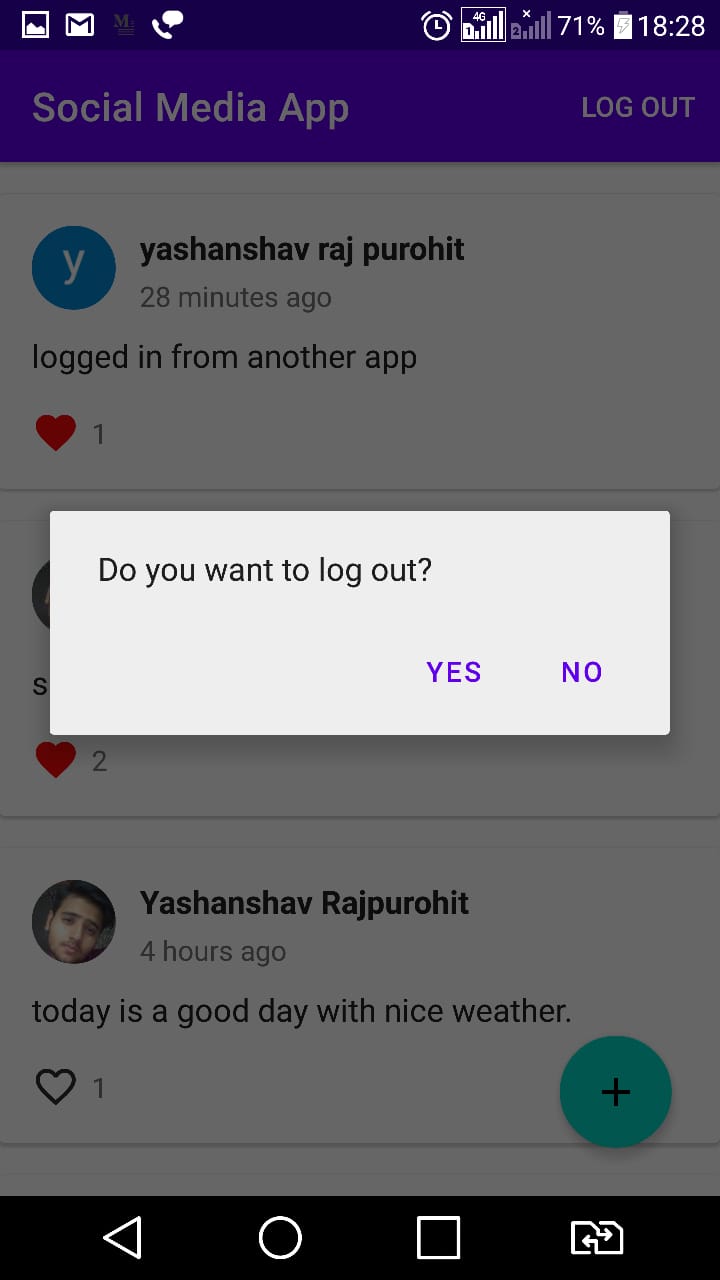 4G 1 2 71% 18:28
Social Media App LOG OUT
y yashanshav raj purohit
28 minutes ago
logged in from another app
1
Do you want to log out?
s
YES NO
2
Yashanshav Rajpurohit
4 hours ago
today is a good day with nice weather.
1